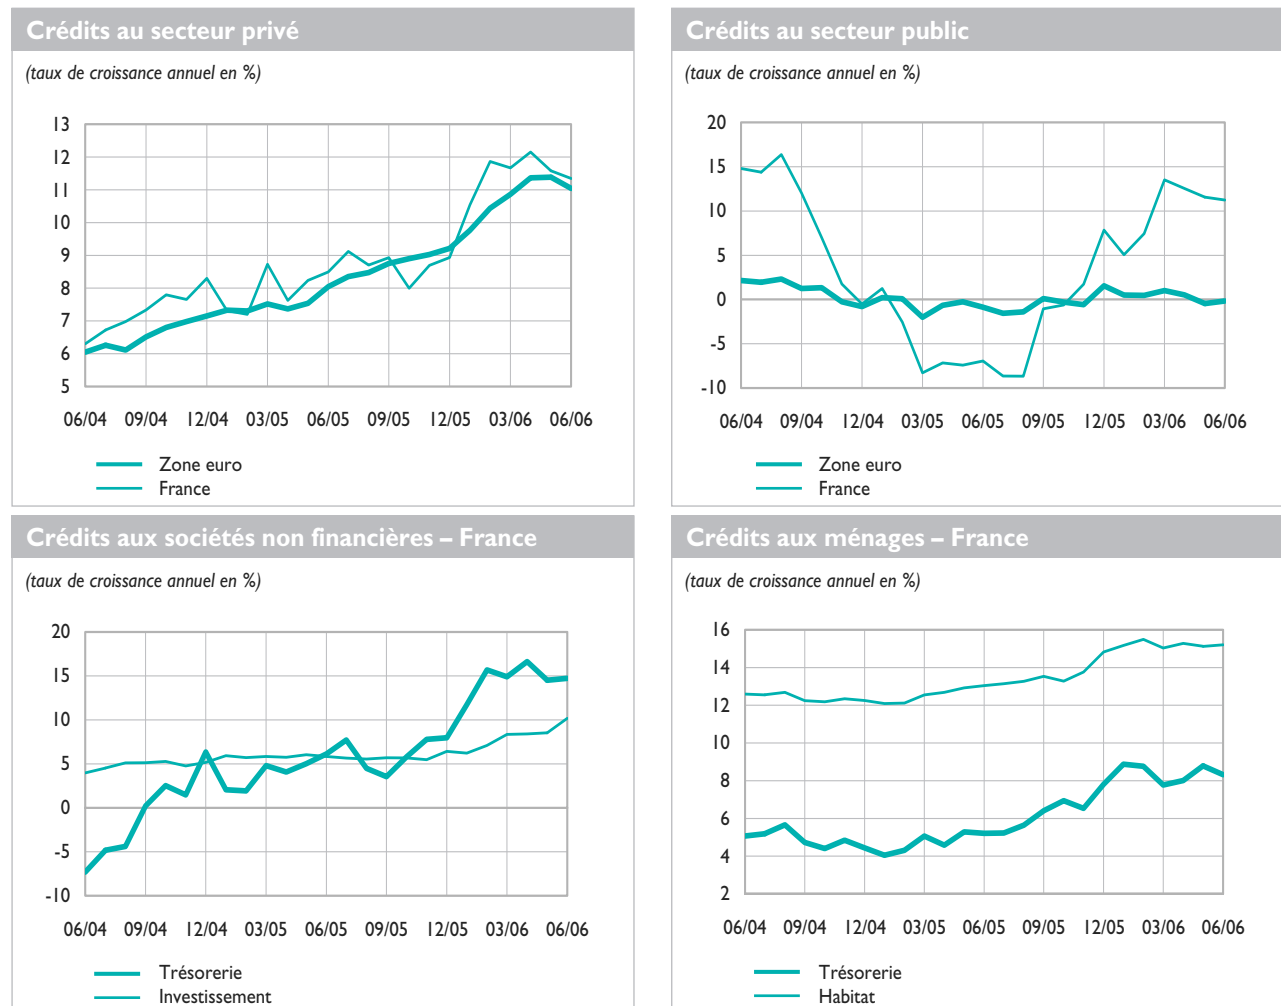 Crédits au secteur privé
(taux de croissance annuel en %)
13
12
11
10
9
8
7
6
5
06/04 09/04 12/04 03/05 06/05 09/05 12/05 03/06 06/06
Zone euro
France
Crédits au secteur public
(taux de croissance annuel en %)
20
15
10
5
0
-5
-10
06/04 09/04 12/04 03/05 06/05 09/05 12/05 03/06 06/06
Zone euro
France
Crédits aux sociétés non financières – France
(taux de croissance annuel en %)
20
15
10
5
0
-5
-10
06/04 09/04 12/04 03/05 06/05 09/05 12/05 03/06 06/06
Trésorerie
Investissement
Crédits aux ménages – France
(taux de croissance annuel en %)
16
14
12
10
8
6
4
2
06/04 09/04 12/04 03/05 06/05 09/05 12/05 03/06 06/06
Trésorerie
Habitat